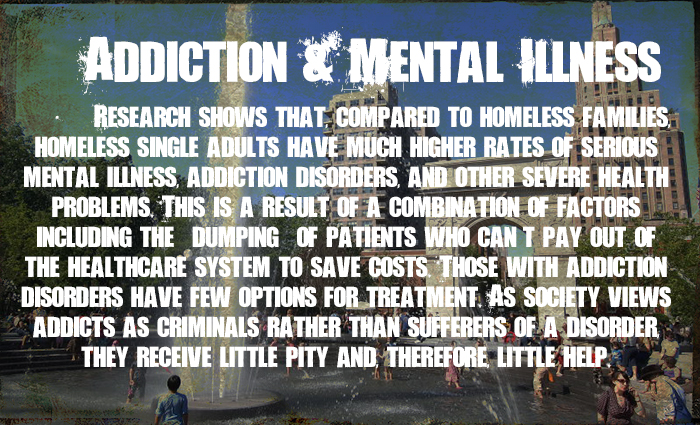 ADDICTION & MENTAL ILLNESS
RESEARCH SHOWS THAT, COMPARED TO HOMELESS FAMILIES,
HOMELESS SINGLE ADULTS HAVE MUCH HIGHER RATES OF SERIOUS
MENTAL ILLNESS, ADDICTION DISORDERS, AND OTHER SEVERE HEALTH
PROBLEMS. THIS IS A RESULT OF A COMBINATION OF FACTORS
INCLUDING THE DUMPING OF PATIENTS WHO CAN T PAY OUT OF
THE HEALTHCARE SYSTEM TO SAVE COSTS. THOSE WITH ADDICTION
DISORDERS HAVE FEW OPTIONS FOR TREATMENT. AS SOCIETY VIEWS
ADDICTS AS CRIMINALS RATHER THAN SUFFERERS OF A DISORDER,
THEY RECEIVE LITTLE PITY AND, THEREFORE, LITTLE HELP.